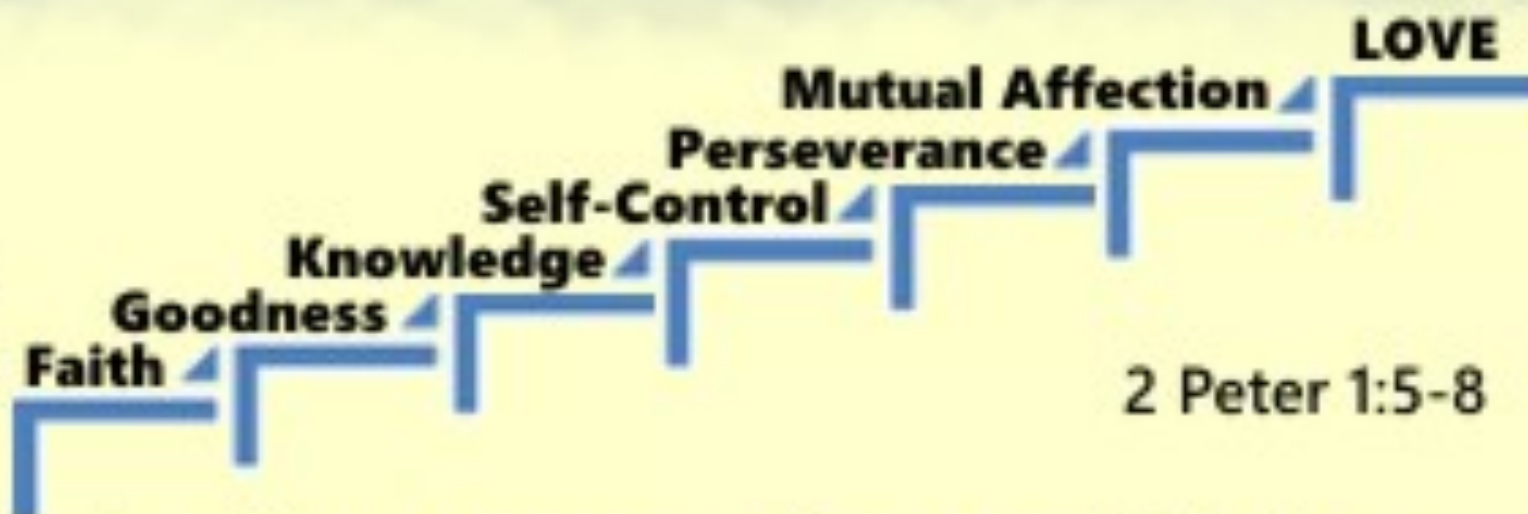 LOVE
Mutual Affection
Perseverance
Self-Control
Knowledge
Goodness
Faith
2 Peter 1:5-8